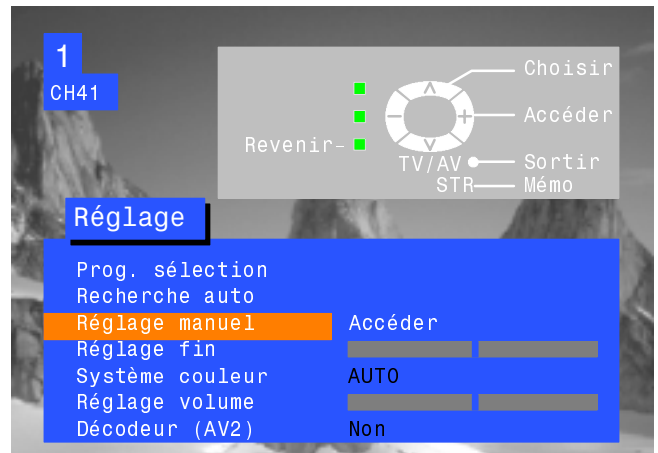 1
CH41
Choisir
Accéder
Revenir-
TV/AV Sortir
STR Mémo
Réglage
Prog. sélection
Recherche auto
Réglage manuel Accéder
Réglage fin
Système couleur AUTO
Réglage volume
Décodeur (AV2) Non